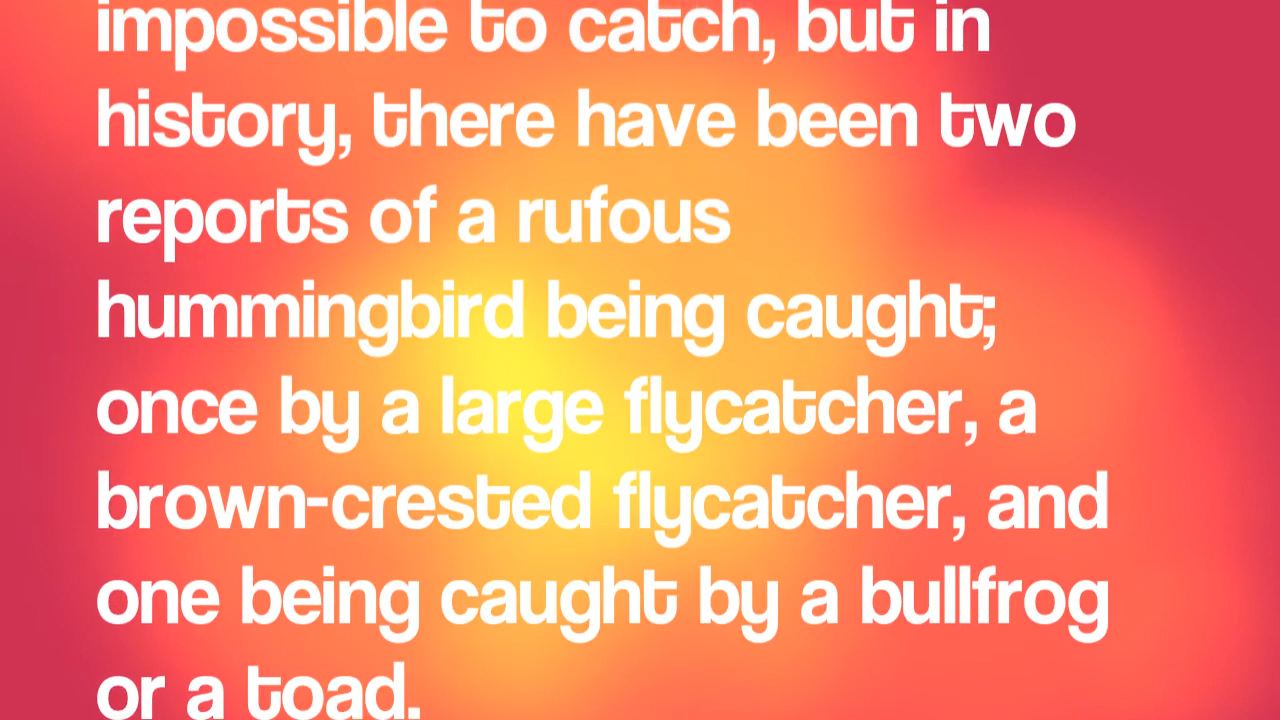 impossible to catch, but in
history, there have been two
reports of a rufous
hummingbird being caught;
once by a large flycatcher, a
brown-crested flycatcher, and
one being caught by a bullfrog
or a toad.